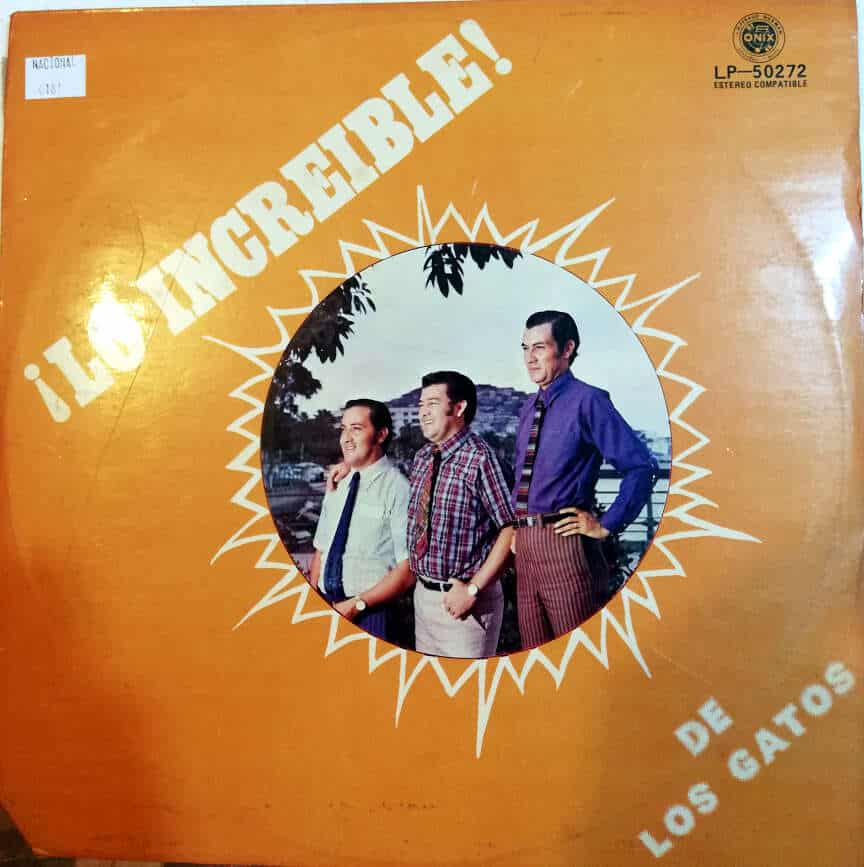 NACIONAL
¡LO INCREIBLE!
ONIX
LP—50272
ESTEREO COMPATIBLE
DE
LOS GATOS